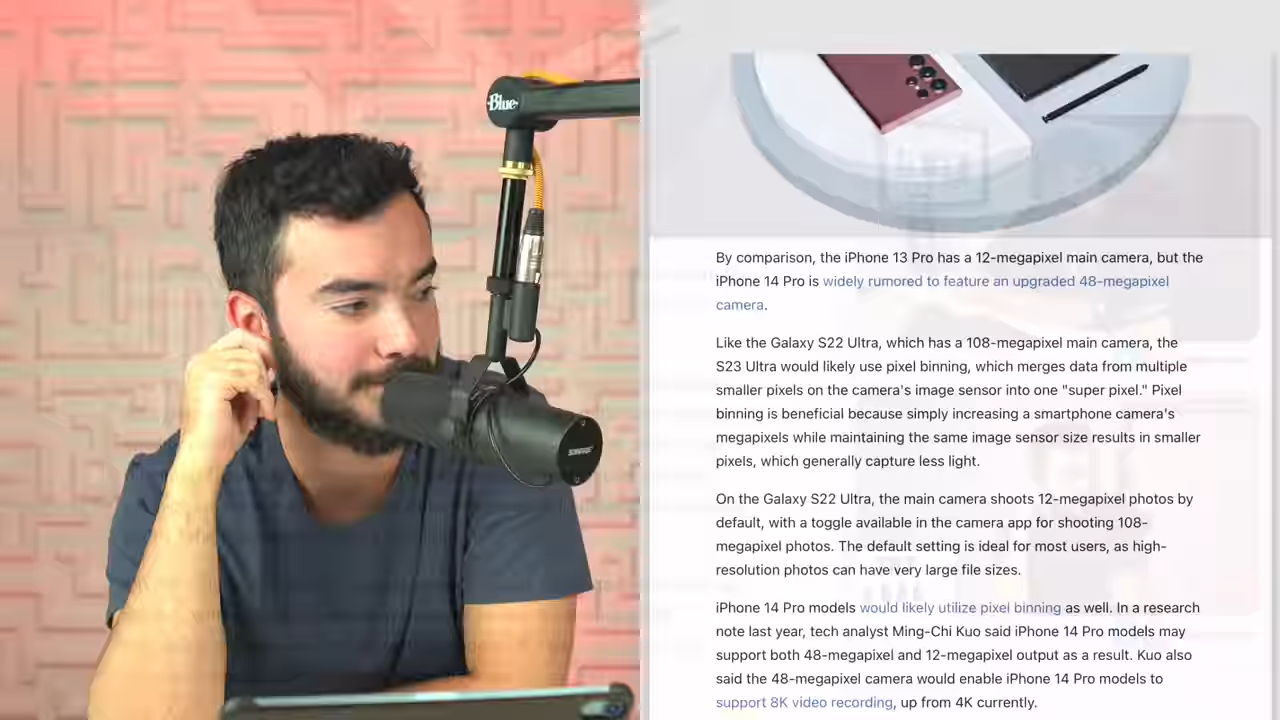 Blue
SHURE
By comparison, the iPhone 13 Pro has a 12-megapixel main camera, but the
iPhone 14 Pro is widely rumored to feature an upgraded 48-megapixel
camera.
Like the Galaxy S22 Ultra, which has a 108-megapixel main camera, the
S23 Ultra would likely use pixel binning, which merges data from multiple
smaller pixels on the camera's image sensor into one "super pixel." Pixel
binning is beneficial because simply increasing a smartphone camera's
megapixels while maintaining the same image sensor size results in smaller
pixels, which generally capture less light.
On the Galaxy S22 Ultra, the main camera shoots 12-megapixel photos by
default, with a toggle available in the camera app for shooting 108-
megapixel photos. The default setting is ideal for most users, as high-
resolution photos can have very large file sizes.
iPhone 14 Pro models would likely utilize pixel binning as well. In a research
note last year, tech analyst Ming-Chi Kuo said iPhone 14 Pro models may
support both 48-megapixel and 12-megapixel output as a result. Kuo also
said the 48-megapixel camera would enable iPhone 14 Pro models to
support 8K video recording, up from 4K currently.